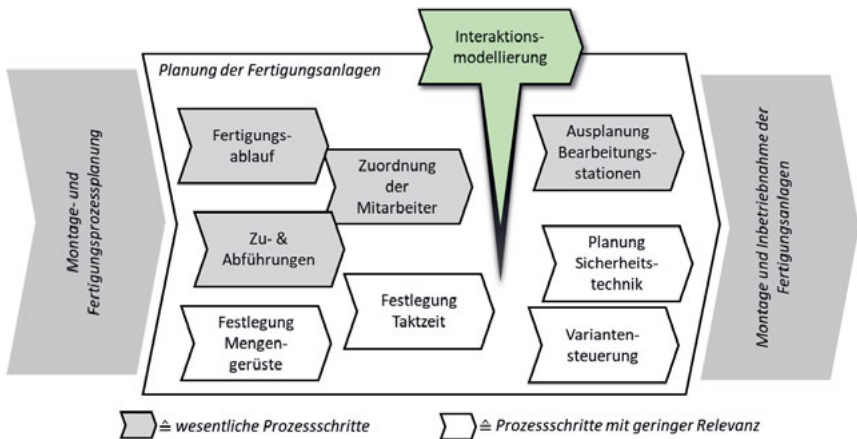 Interaktions-
modellierung
Planung der Fertigungsanlagen
Montage- und
Fertigungsprozessplanung
Fertigungs-
ablauf
Zuordnung
der
Mitarbeiter
Zu- &
Abführungen
Festlegung
Mengen-
gerüste
Festlegung
Taktzeit
Ausplanung
Bearbeitungs-
stationen
Planung
Sicherheits-
technik
Varianten-
steuerung
Montage und Inbetriebnahme der
Fertigungsanlagen
≙ wesentliche Prozessschritte
≙ Prozessschritte mit geringer Relevanz